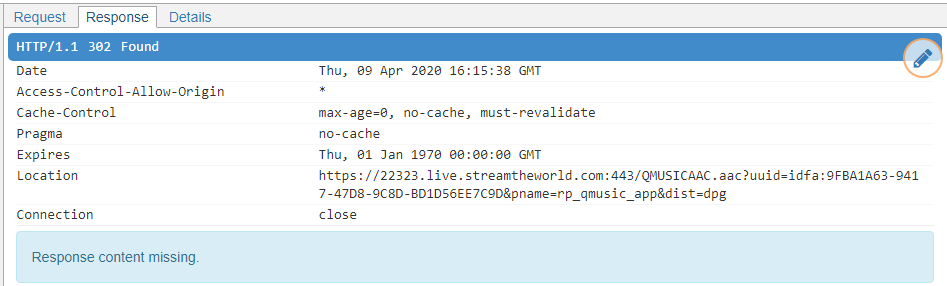 Request Response Details
HTTP/1.1 302 Found
Date Thu, 09 Apr 2020 16:15:38 GMT
Access-Control-Allow-Origin *
Cache-Control max-age=0, no-cache, must-revalidate
Pragma no-cache
Expires Thu, 01 Jan 1970 00:00:00 GMT
Location https://22323.live.streamtheworld.com:443/QMUSICAAC.aac?uuid=idfa:9FBA1A63-941
7-47D8-9C8D-BD1D56EE7C9D&pname=rp_qmusic_app&dist=dpg
Connection close
Response content missing.